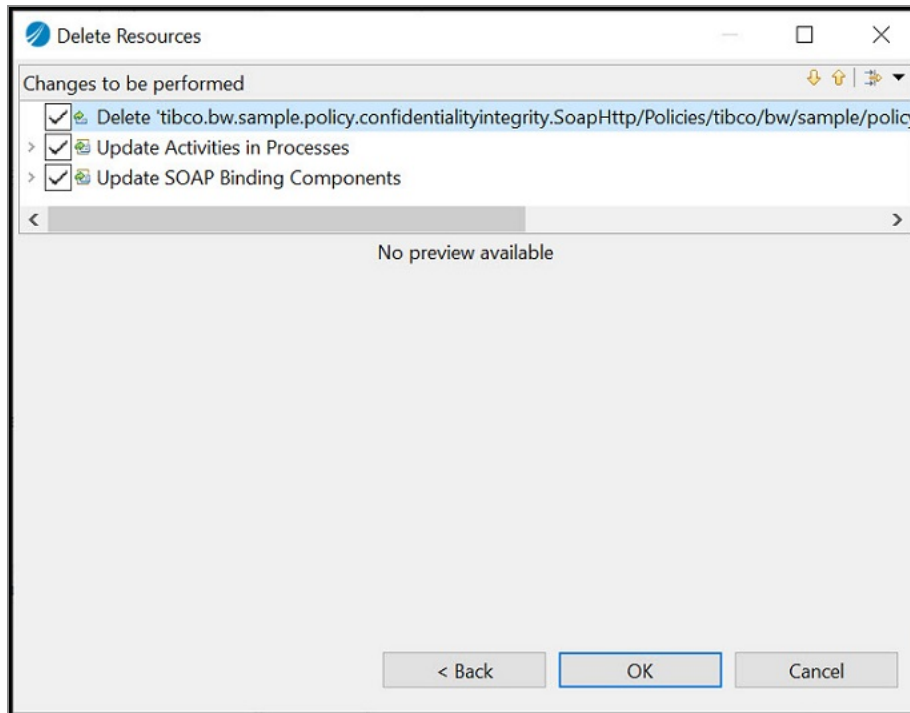 Delete Resources
Changes to be performed
Delete 'tibco.bw.sample.policy.confidentialityintegrity.SoapHttp/Policies/tibco/bw/sample/policy
Update Activities in Processes
Update SOAP Binding Components
No preview available
< Back OK Cancel